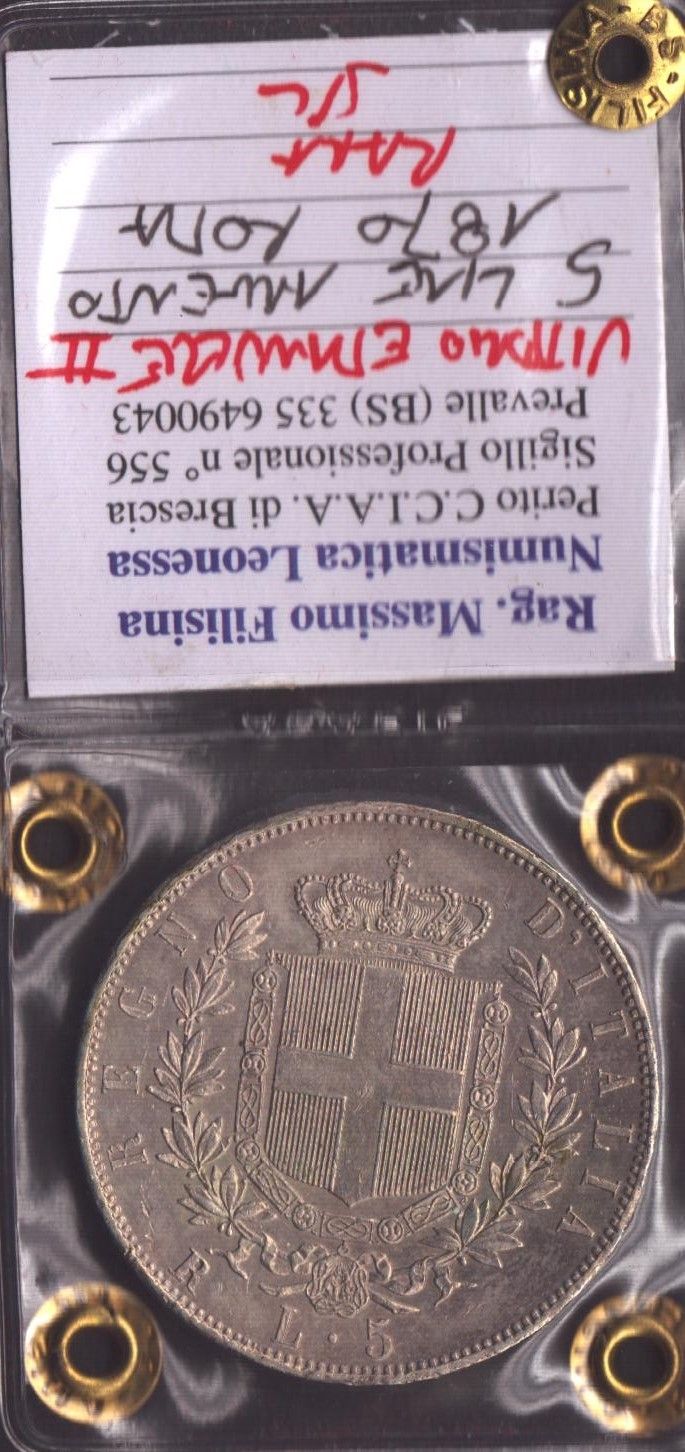 Rag. Massimo Filisina
Numismatica Leonessa
Perito C.C.I.A.A. di Brescia
Sigillo Professionale n° 556
Prevalle (BS) 335 6490043
VITTORIO EMANUELE II
5 LIRE ARGENTO
1870 ROMA
RARA
FILISINA - BS -
REGNO D'ITALIA
R L · 5